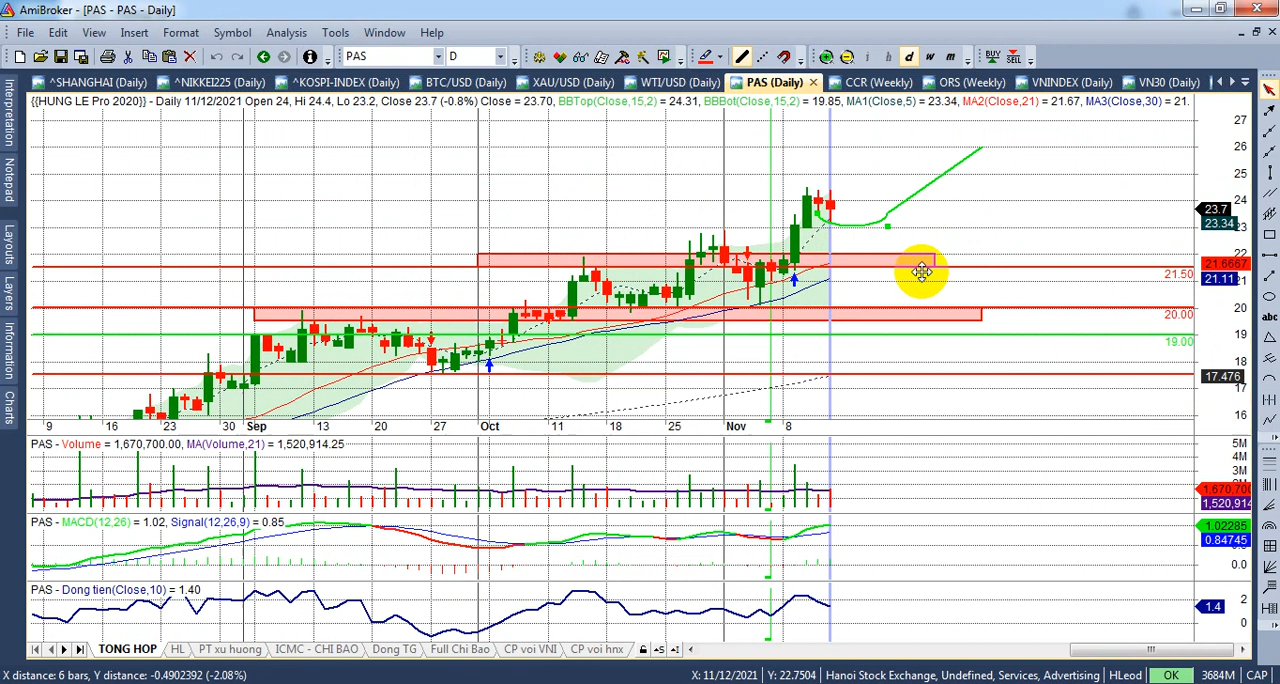 AmiBroker - [PAS - PAS - Daily]
File Edit View Insert Format Symbol Analysis Tools Window Help
PAS D i h d w m BUY SELL
^SHANGHAI (Daily) ^NIKKEI225 (Daily) ^KOSPI-INDEX (Daily) BTC/USD (Daily) XAU/USD (Daily) WTI/USD (Daily) PAS (Daily) CCR (Weekly) ORS (Weekly) VNINDEX (Daily) VN30 (Daily)
{{HUNG LE Pro 2020}} - Daily 11/12/2021 Open 24, Hi 24.4, Lo 23.2, Close 23.7 (-0.8%) Close = 23.70, BBTop(Close,15,2) = 24.31, BBBot(Close,15,2) = 19.85, MA1(Close,5) = 23.34, MA2(Close,21) = 21.67, MA3(Close,30) = 21.
Interpretation
Notepad
Layouts
Layers
Information
Charts
27
26
25
24
23.7
23.34
23
22
21.6667
21.50
21.11
21
20
20.00
19
19.00
18
17.476
16
9 16 23 30 Sep 13 20 27 Oct 11 18 25 Nov 8
abc
PAS - Volume = 1,670,700.00, MA(Volume,21) = 1,520,914.25
5M
4M
3M
1,670,700
1,520,914
PAS - MACD(12,26) = 1.02, Signal(12,26,9) = 0.85
1.02285
0.84745
0.0
PAS - Dong tien(Close,10) = 1.40
2
1.4
0
TONG HOP HL PT xu huong ICMC - CHI BAO Dong TG Full Chi Bao CP voi VNI CP voi hnx
X distance: 6 bars, Y distance: -0.4902392 (-2.08%) X: 11/12/2021 Y: 22.7504 Hanoi Stock Exchange, Undefined, Services, Advertising HLeod OK 3684M CAP